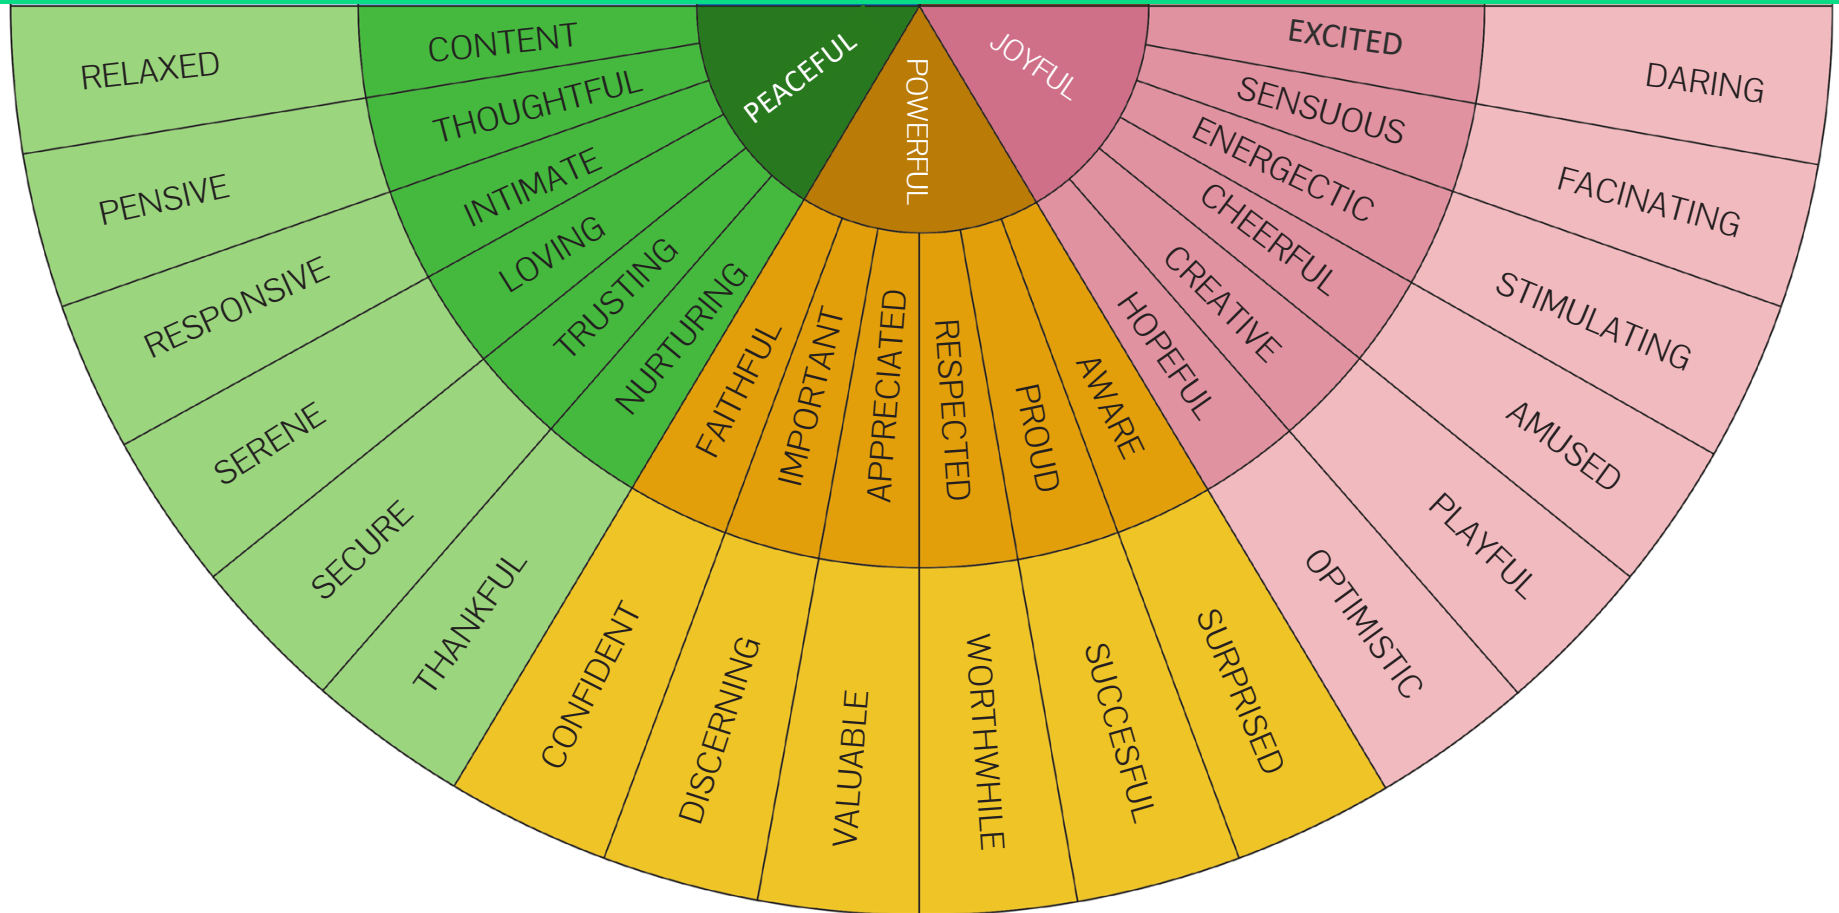 PEACEFUL
POWERFUL
JOYFUL
CONTENT
THOUGHTFUL
INTIMATE
LOVING
TRUSTING
NURTURING
FAITHFUL
IMPORTANT
APPRECIATED
RESPECTED
PROUD
AWARE
HOPEFUL
CREATIVE
CHEERFUL
ENERGECTIC
SENSUOUS
EXCITED
RELAXED
PENSIVE
RESPONSIVE
SERENE
SECURE
THANKFUL
CONFIDENT
DISCERNING
VALUABLE
WORTHWHILE
SUCCESFUL
SURPRISED
OPTIMISTIC
PLAYFUL
AMUSED
STIMULATING
FACINATING
DARING